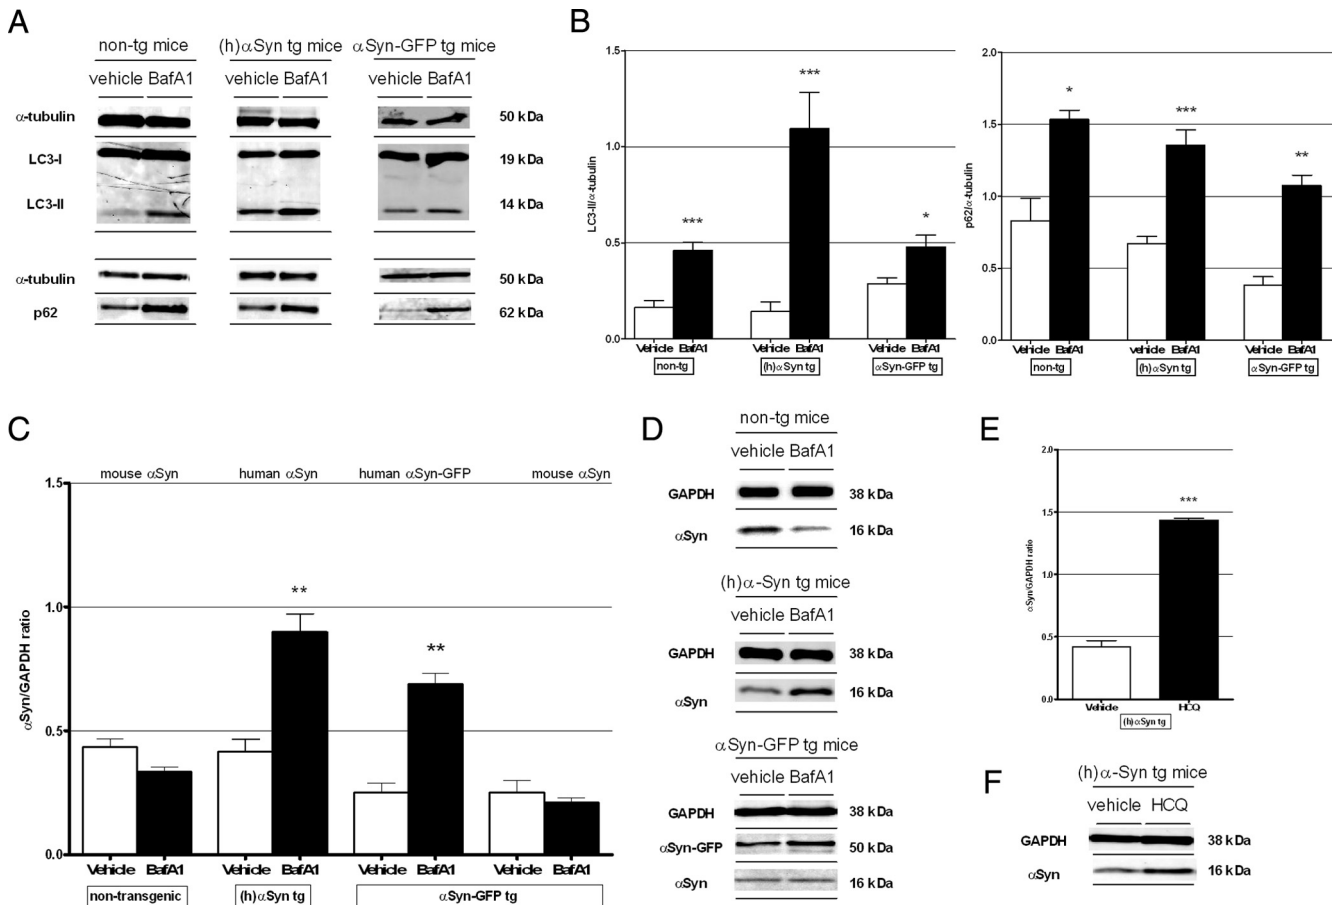 A
non-tg mice (h)αSyn tg mice αSyn-GFP tg mice
vehicle BafA1 vehicle BafA1 vehicle BafA1
α-tubulin 50 kDa
LC3-I 19 kDa
LC3-II 14 kDa
α-tubulin 50 kDa
p62 62 kDa
B
LC3-II/α-tubulin
1.5
1.0
0.5
0.0
***
***
*
Vehicle BafA1 Vehicle BafA1 Vehicle BafA1
non-tg (h)αSyn tg αSyn-GFP tg
p62/α-tubulin
2.0
1.5
1.0
0.5
0.0
*
***
**
Vehicle BafA1 Vehicle BafA1 Vehicle BafA1
non-tg (h)αSyn tg αSyn-GFP tg
C
mouse αSyn human αSyn human αSyn-GFP mouse αSyn
αSyn/GAPDH ratio
1.5
1.0
0.5
0.0
**
**
Vehicle BafA1 Vehicle BafA1 Vehicle BafA1 Vehicle BafA1
non-transgenic (h)αSyn tg αSyn-GFP tg
D
non-tg mice
vehicle BafA1
GAPDH 38 kDa
αSyn 16 kDa
(h)α-Syn tg mice
vehicle BafA1
GAPDH 38 kDa
αSyn 16 kDa
αSyn-GFP tg mice
vehicle BafA1
GAPDH 38 kDa
αSyn-GFP 50 kDa
αSyn 16 kDa
E
αSyn/GAPDH ratio
2.0
1.5
1.0
0.5
0.0
***
Vehicle HCQ
(h)αSyn tg
F
(h)α-Syn tg mice
vehicle HCQ
GAPDH 38 kDa
αSyn 16 kDa